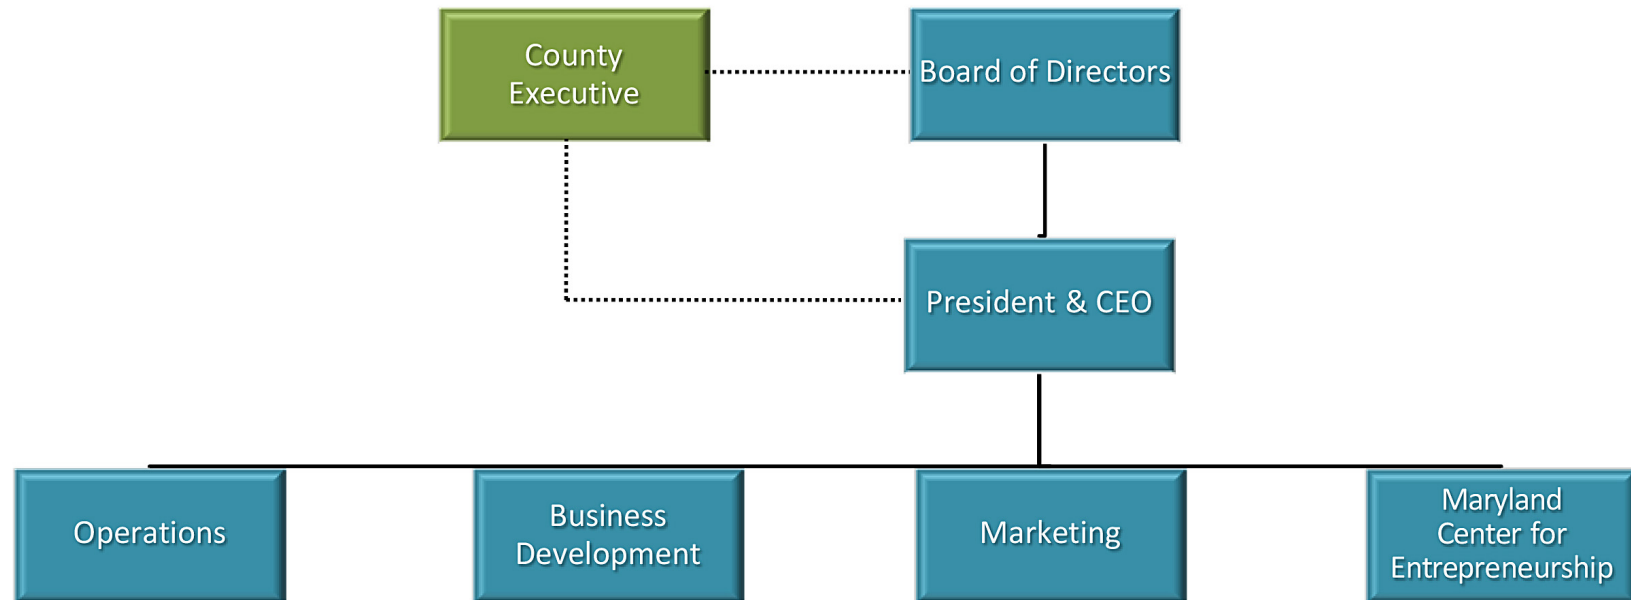 County
Executive
Board of Directors
President & CEO
Operations
Business
Development
Marketing
Maryland
Center for
Entrepreneurship